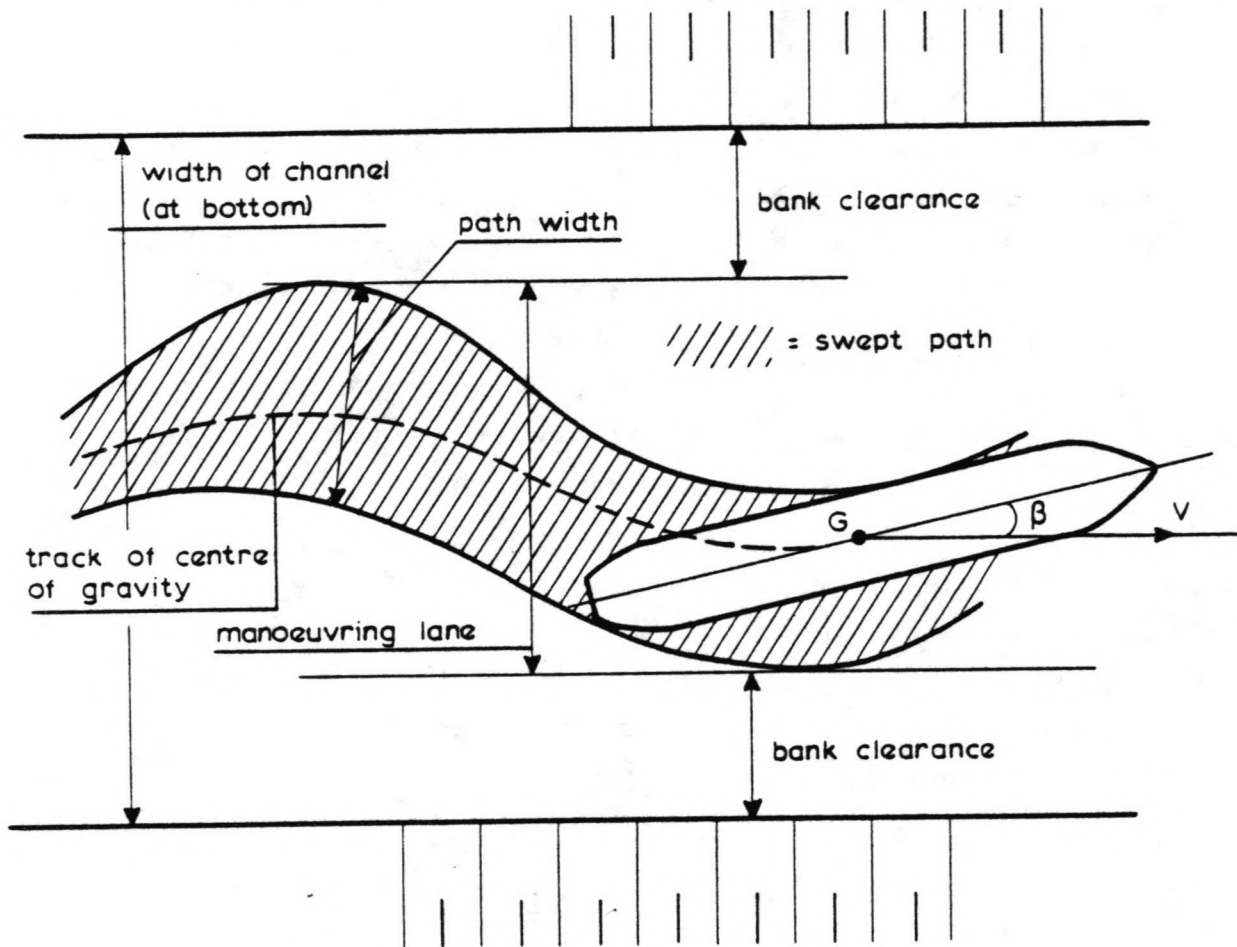 width of channel
(at bottom)
bank clearance
path width
= swept path
G
β
V
track of centre
of gravity
manoeuvring lane
bank clearance